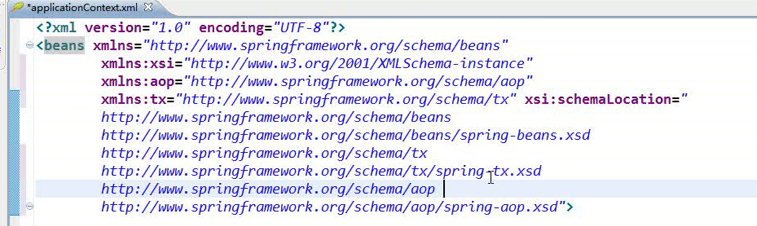 *applicationContext.xml
<?xml version="1.0" encoding="UTF-8"?>
<beans xmlns="http://www.springframework.org/schema/beans"
xmlns:xsi="http://www.w3.org/2001/XMLSchema-instance"
xmlns:aop="http://www.springframework.org/schema/aop"
xmlns:tx="http://www.springframework.org/schema/tx" xsi:schemaLocation="
http://www.springframework.org/schema/beans
http://www.springframework.org/schema/beans/spring-beans.xsd
http://www.springframework.org/schema/tx
http://www.springframework.org/schema/tx/spring-tx.xsd
http://www.springframework.org/schema/aop
http://www.springframework.org/schema/aop/spring-aop.xsd">